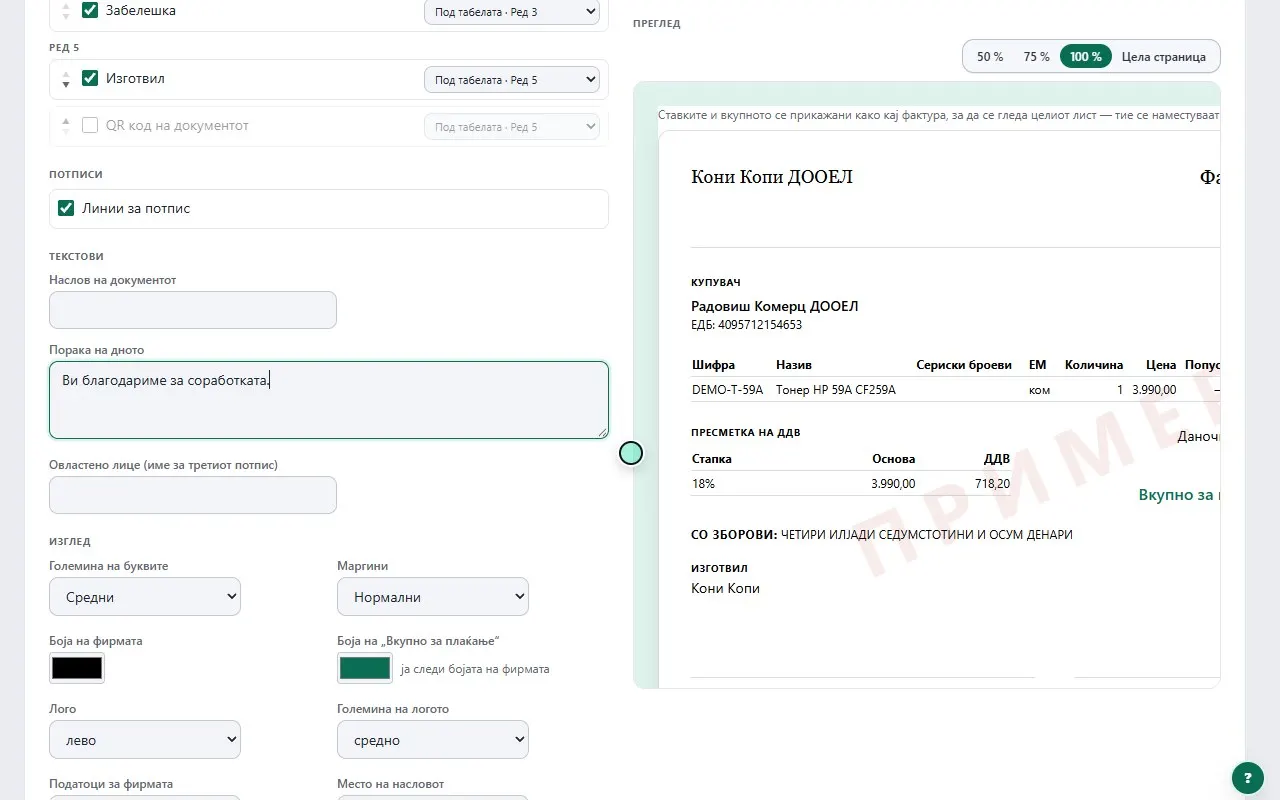 Забелешка
Под табелата · Ред 3
РЕД 5
Изготвил
Под табелата · Ред 5
QR код на документот
Под табелата · Ред 5
ПОТПИСИ
Линии за потпис
ТЕКСТОВИ
Наслов на документот
Порака на дното
Ви благодариме за соработката.
Овластено лице (име за третиот потпис)
ИЗГЛЕД
Големина на буквите
Маргини
Средни
Нормални
Боја на фирмата
Боја на „Вкупно за плаќање“
ја следи бојата на фирмата
Лого
Големина на логото
лево
средно
Податоци за фирмата
Место на насловот
ПРЕГЛЕД
50 %
75 %
100 %
Цела страница
Ставките и вкупното се прикажани како кај фактура, за да се гледа целиот лист — тие се наместуваат
Кони Копи ДООЕЛ
Фа
КУПУВАЧ
Радовиш Комерц ДООЕЛ
ЕДБ: 4095712154653
Шифра Назив Сериски броеви ЕМ Количина Цена Попус
DEMO-T-59A Тонер HP 59A CF259A ком 1 3.990,00 –
ПРЕСМЕТКА НА ДДВ
Даноч
Стапка Основа ДДВ
18% 3.990,00 718,20
Вкупно за
ПРИМЕР
СО ЗБОРОВИ: ЧЕТИРИ ИЛЈАДИ СЕДУМСТОТИНИ И ОСУМ ДЕНАРИ
ИЗГОТВИЛ
Кони Копи
?